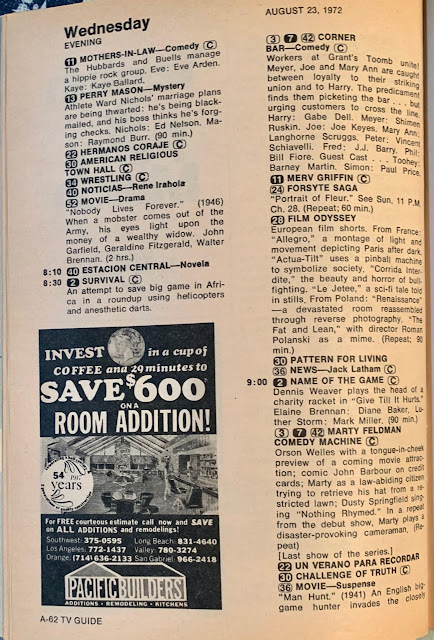 Wednesday
EVENING
AUGUST 23, 1972
11 MOTHERS-IN-LAW—Comedy C
The Hubbards and Buells manage
a hippie rock group. Eve: Eve Arden.
Kaye: Kaye Ballard.
13 PERRY MASON—Mystery
Athlete Ward Nichols' marriage plans
are being thwarted: he's being black-
mailed, and his boss thinks he's forg-
ing checks. Nichols: Ed Nelson. Ma-
son: Raymond Burr. (90 min.)
22 HERMANOS CORAJE C
30 AMERICAN RELIGIOUS
TOWN HALL C
34 WRESTLING C
40 NOTICIAS—Rene Irahola
52 MOVIE—Drama
"Nobody Lives Forever." (1946)
When a mobster comes out of the
Army, his eyes light upon the
money of a wealthy widow. John
Garfield, Geraldine Fitzgerald, Walter
Brennan. (2 hrs.)
8:10 40 ESTACION CENTRAL—Novela
8:30 2 SURVIVAL C
An attempt to save big game in Afri-
ca in a roundup using helicopters
and anesthetic darts.
INVEST in a cup of
COFFEE and 29 minutes to
SAVE $600
ON A
ROOM ADDITION!
54
years
For FREE courteous estimate call now and SAVE
on ALL ADDITIONS and remodelings!
Southwest: 375-0595 Long Beach: 831-4640
Los Angeles: 772-1437 Valley: 780-3274
Orange: (714) 636-2133 San Gabriel: 966-2418
PACIFIC BUILDERS
ADDITIONS • REMODELING • KITCHENS
A-62 TV GUIDE
3 7 42 CORNER
BAR—Comedy C
Workers at Grant's Toomb unite!
Meyer, Joe and Mary Ann are caught
between loyalty to their striking
union and to Harry. The predicament
finds them picketing the bar . . . but
urging customers to cross the line.
Harry: Gabe Dell. Meyer: Shimen
Ruskin. Joe: Joe Keyes. Mary Ann:
Langhorne Scruggs. Peter: Vincent
Schiavelli. Fred: J.J. Barry. Phil:
Bill Fiore. Guest Cast . . . Toohey:
Barney Martin. Simon: Paul Price.
11 MERV GRIFFIN C
24 FORSYTE SAGA
"Portrait of Fleur." See Sun. 11 P.M.
Ch. 28. (Repeat; 60 min.)
28 FILM ODYSSEY
European film shorts. From France:
"Allegro," a montage of light and
movement depicting Paris after dark.
"Actua-Tilt" uses a pinball machine
to symbolize society. "Corrida Inter-
dite," the beauty and horror of bull-
fighting. "Le Jetee," a sci-fi tale told
in stills. From Poland: "Renaissance"
—a devastated room reassembled
through reverse photography. "The
Fat and Lean," with director Roman
Polanski as a mime. (Repeat; 90
min.)
30 PATTERN FOR LIVING
36 NEWS—Jack Latham C
9:00 2 NAME OF THE GAME C
Dennis Weaver plays the head of a
charity racket in "Give Till It Hurts."
Elaine Brennan: Diane Baker. Lu-
ther Storm: Mark Miller. (90 min.)
3 7 42 MARTY FELDMAN
COMEDY MACHINE C
Orson Welles with a tongue-in-cheek
preview of a coming movie attrac-
tion; comic John Barbour on credit
cards; Marty as a law-abiding citizen
trying to retrieve his hat from a re-
stricted lawn; Dusty Springfield sing-
ing "Nothing Rhymed." In a repeat
from the debut show, Marty plays a
disaster-provoking cameraman. (Re-
peat)
[Last show of the series.]
22 UN VERANO PARA RECORDAR
30 CHALLENGE OF TRUTH C
36 MOVIE—Suspense
"Man Hunt." (1941) An English big-
game hunter invades the closely